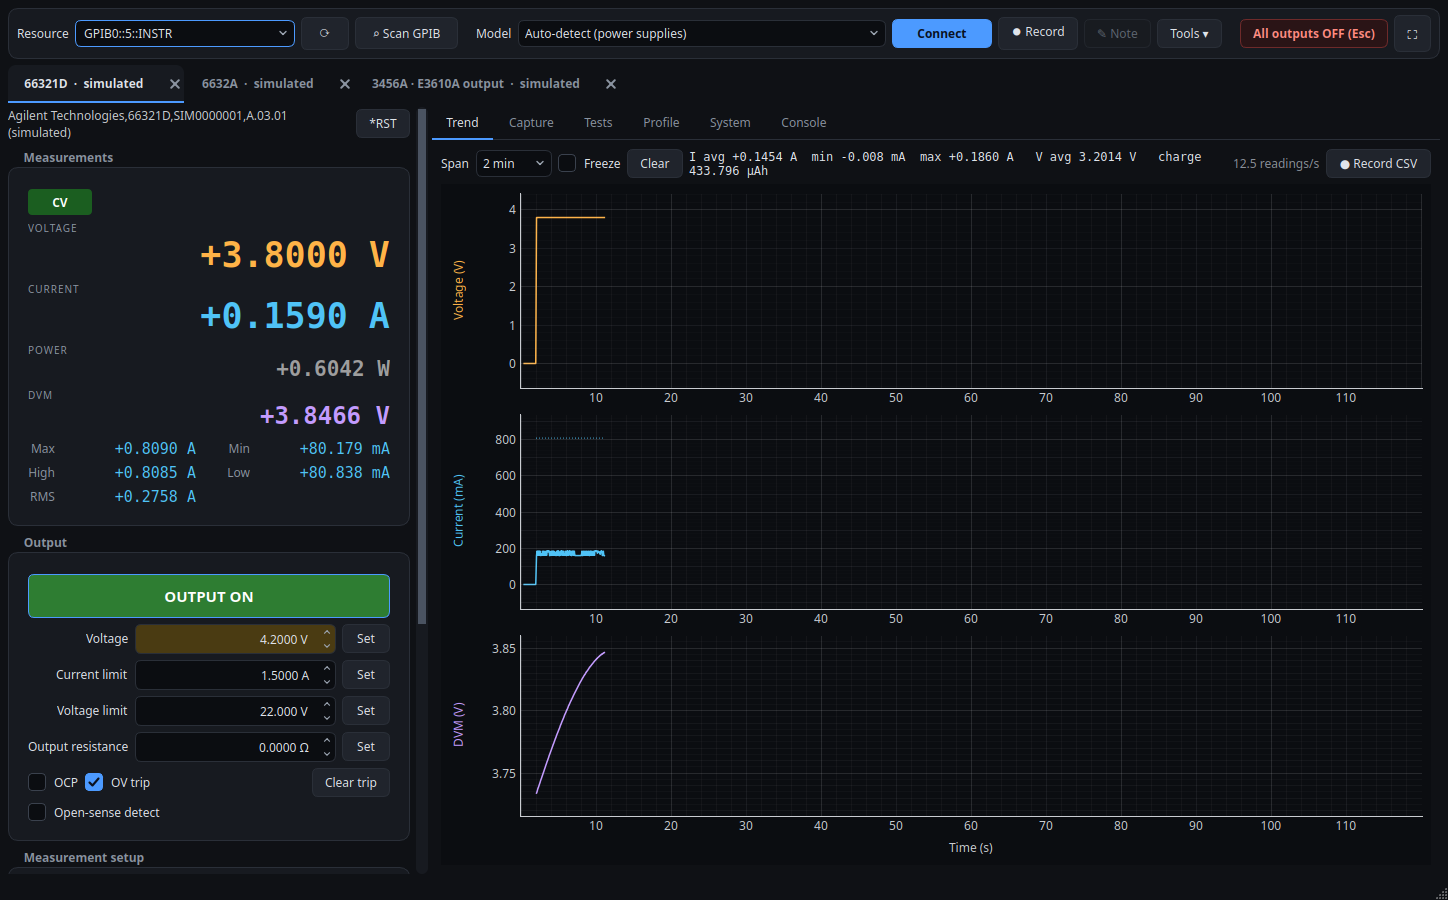 Resource GPIB0::5::INSTR ⟳ ⌕ Scan GPIB Model Auto-detect (power supplies) Connect ● Record ✎ Note Tools ▾ All outputs OFF (Esc) ⛶
66321D · simulated ✕ 6632A · simulated ✕ 3456A · E3610A output · simulated ✕
Agilent Technologies,66321D,SIM0000001,A.03.01
(simulated)
*RST
Measurements
CV
VOLTAGE
+3.8000 V
CURRENT
+0.1590 A
POWER
+0.6042 W
DVM
+3.8466 V
Max +0.8090 A Min +80.179 mA
High +0.8085 A Low +80.838 mA
RMS +0.2758 A
Output
OUTPUT ON
Voltage 4.2000 V Set
Current limit 1.5000 A Set
Voltage limit 22.000 V Set
Output resistance 0.0000 Ω Set
OCP OV trip Clear trip
Open-sense detect
Measurement setup
Trend Capture Tests Profile System Console
Span 2 min Freeze Clear
I avg +0.1454 A min -0.008 mA max +0.1860 A V avg 3.2014 V charge
433.796 µAh
12.5 readings/s ● Record CSV
Voltage (V)
4
3
2
1
0
10 20 30 40 50 60 70 80 90 100 110
Current (mA)
800
600
400
200
0
10 20 30 40 50 60 70 80 90 100 110
DVM (V)
3.85
3.80
3.75
10 20 30 40 50 60 70 80 90 100 110
Time (s)